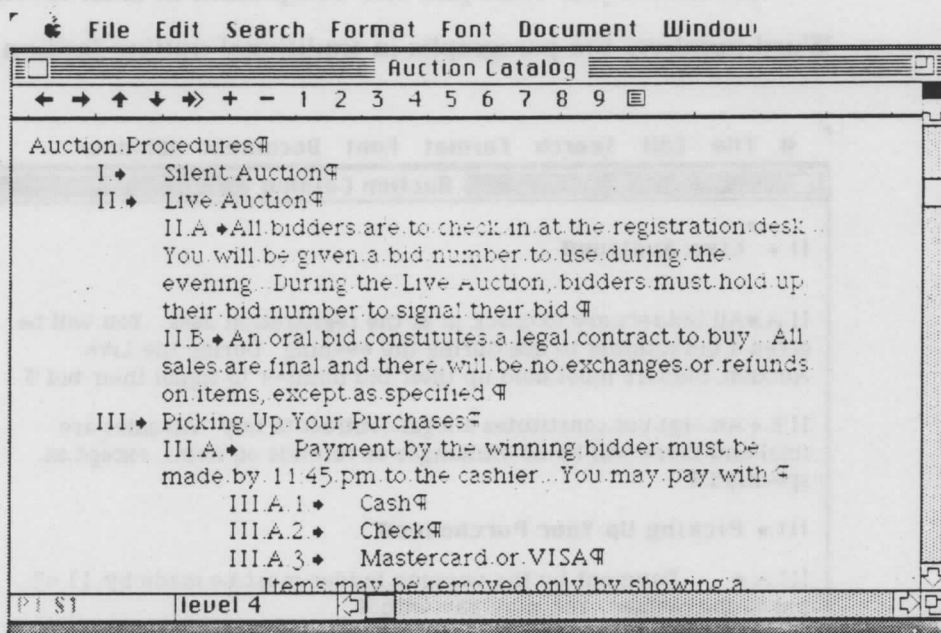 File Edit Search Format Font Document Window
Auction Catalog
+ - 1 2 3 4 5 6 7 8 9
Auction Procedures¶
I. Silent Auction¶
II. Live Auction¶
II.A All bidders are to check in at the registration desk.
You will be given a bid number to use during the
evening. During the Live Auction, bidders must hold up
their bid number to signal their bid.¶
II.B. An oral bid constitutes a legal contract to buy. All
sales are final and there will be no exchanges or refunds
on items, except as specified.¶
III. Picking Up Your Purchases¶
III.A. Payment by the winning bidder must be
made by 11:45 pm to the cashier. You may pay with:¶
III.A.1. Cash¶
III.A.2. Check¶
III.A.3. Mastercard or VISA¶
Items may be removed only by showing a
P1 S1 level 4